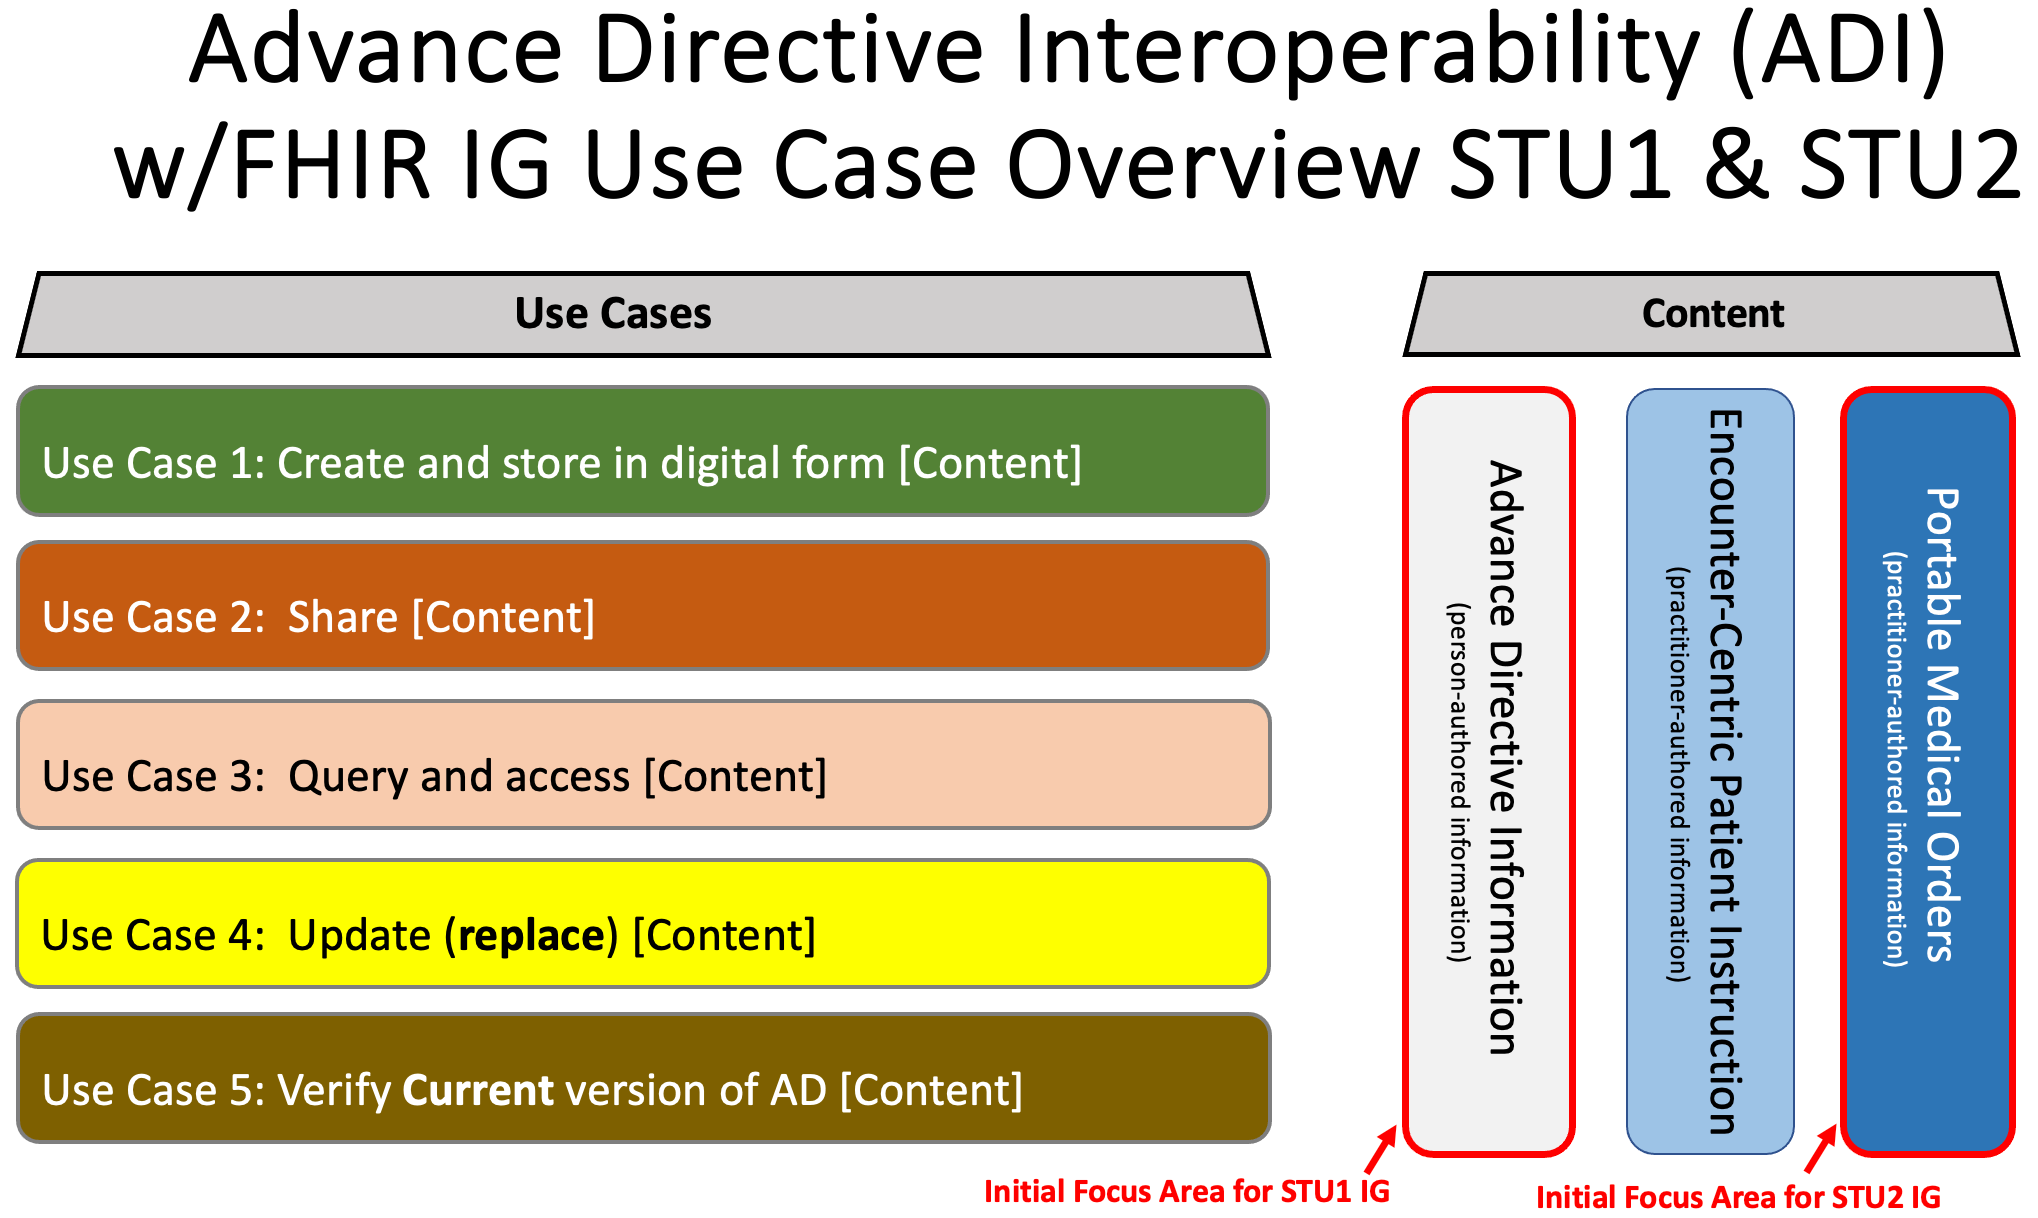 Advance Directive Interoperability (ADI)
w/FHIR IG Use Case Overview STU1 & STU2
Use Cases
Use Case 1: Create and store in digital form [Content]
Use Case 2:  Share [Content]
Use Case 3:  Query and access [Content]
Use Case 4:  Update (replace) [Content]
Use Case 5: Verify Current version of AD [Content]
Content
Advance Directive Information
(person-authored information)
Encounter-Centric Patient Instruction
(practitioner-authored information)
Portable Medical Orders
(practitioner-authored information)
Initial Focus Area for STU1 IG
Initial Focus Area for STU2 IG